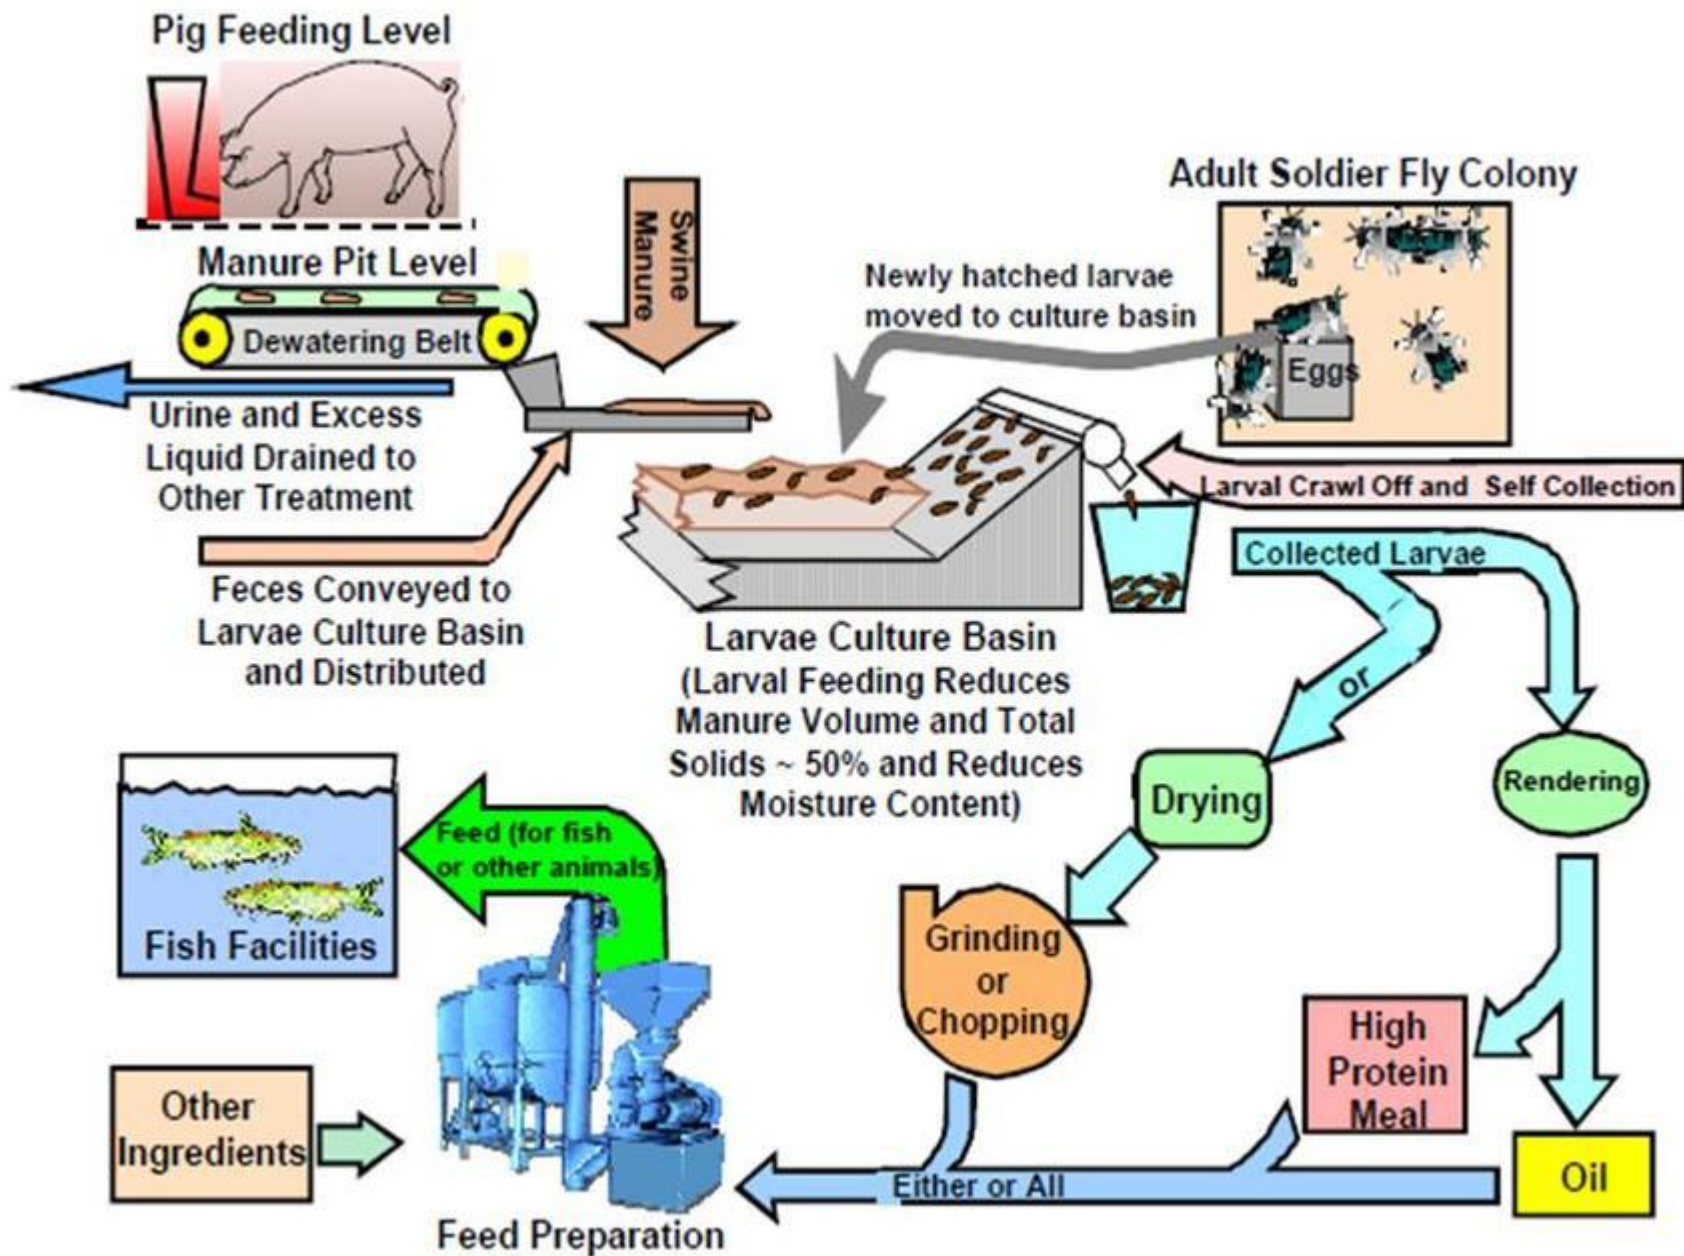 Pig Feeding Level
Manure Pit Level
Dewatering Belt
Urine and Excess
Liquid Drained to
Other Treatment
Feces Conveyed to
Larvae Culture Basin
and Distributed
Swine
Manure
Adult Soldier Fly Colony
Newly hatched larvae
moved to culture basin
Eggs
Larval Crawl Off and Self Collection
Collected Larvae
Larvae Culture Basin
(Larval Feeding Reduces
Manure Volume and Total
Solids ~ 50% and Reduces
Moisture Content)
or
Drying
Rendering
Grinding
or
Chopping
High
Protein
Meal
Oil
Either or All
Feed (for fish
or other animals)
Fish Facilities
Other
Ingredients
Feed Preparation